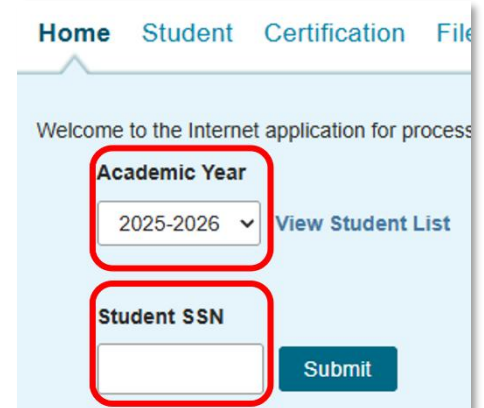 Home Student Certification File
Welcome to the Internet application for process
Academic Year
2025-2026 View Student List
Student SSN
Submit